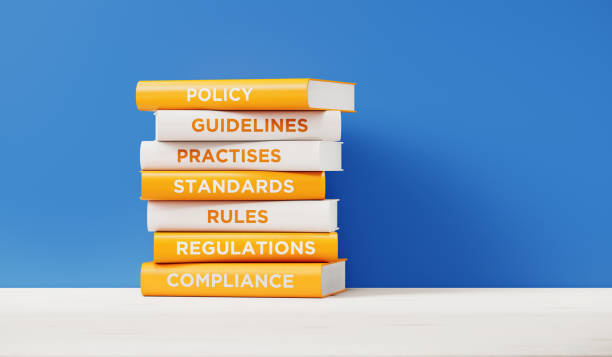 POLICY
GUIDELINES
PRACTISES
STANDARDS
RULES
REGULATIONS
COMPLIANCE